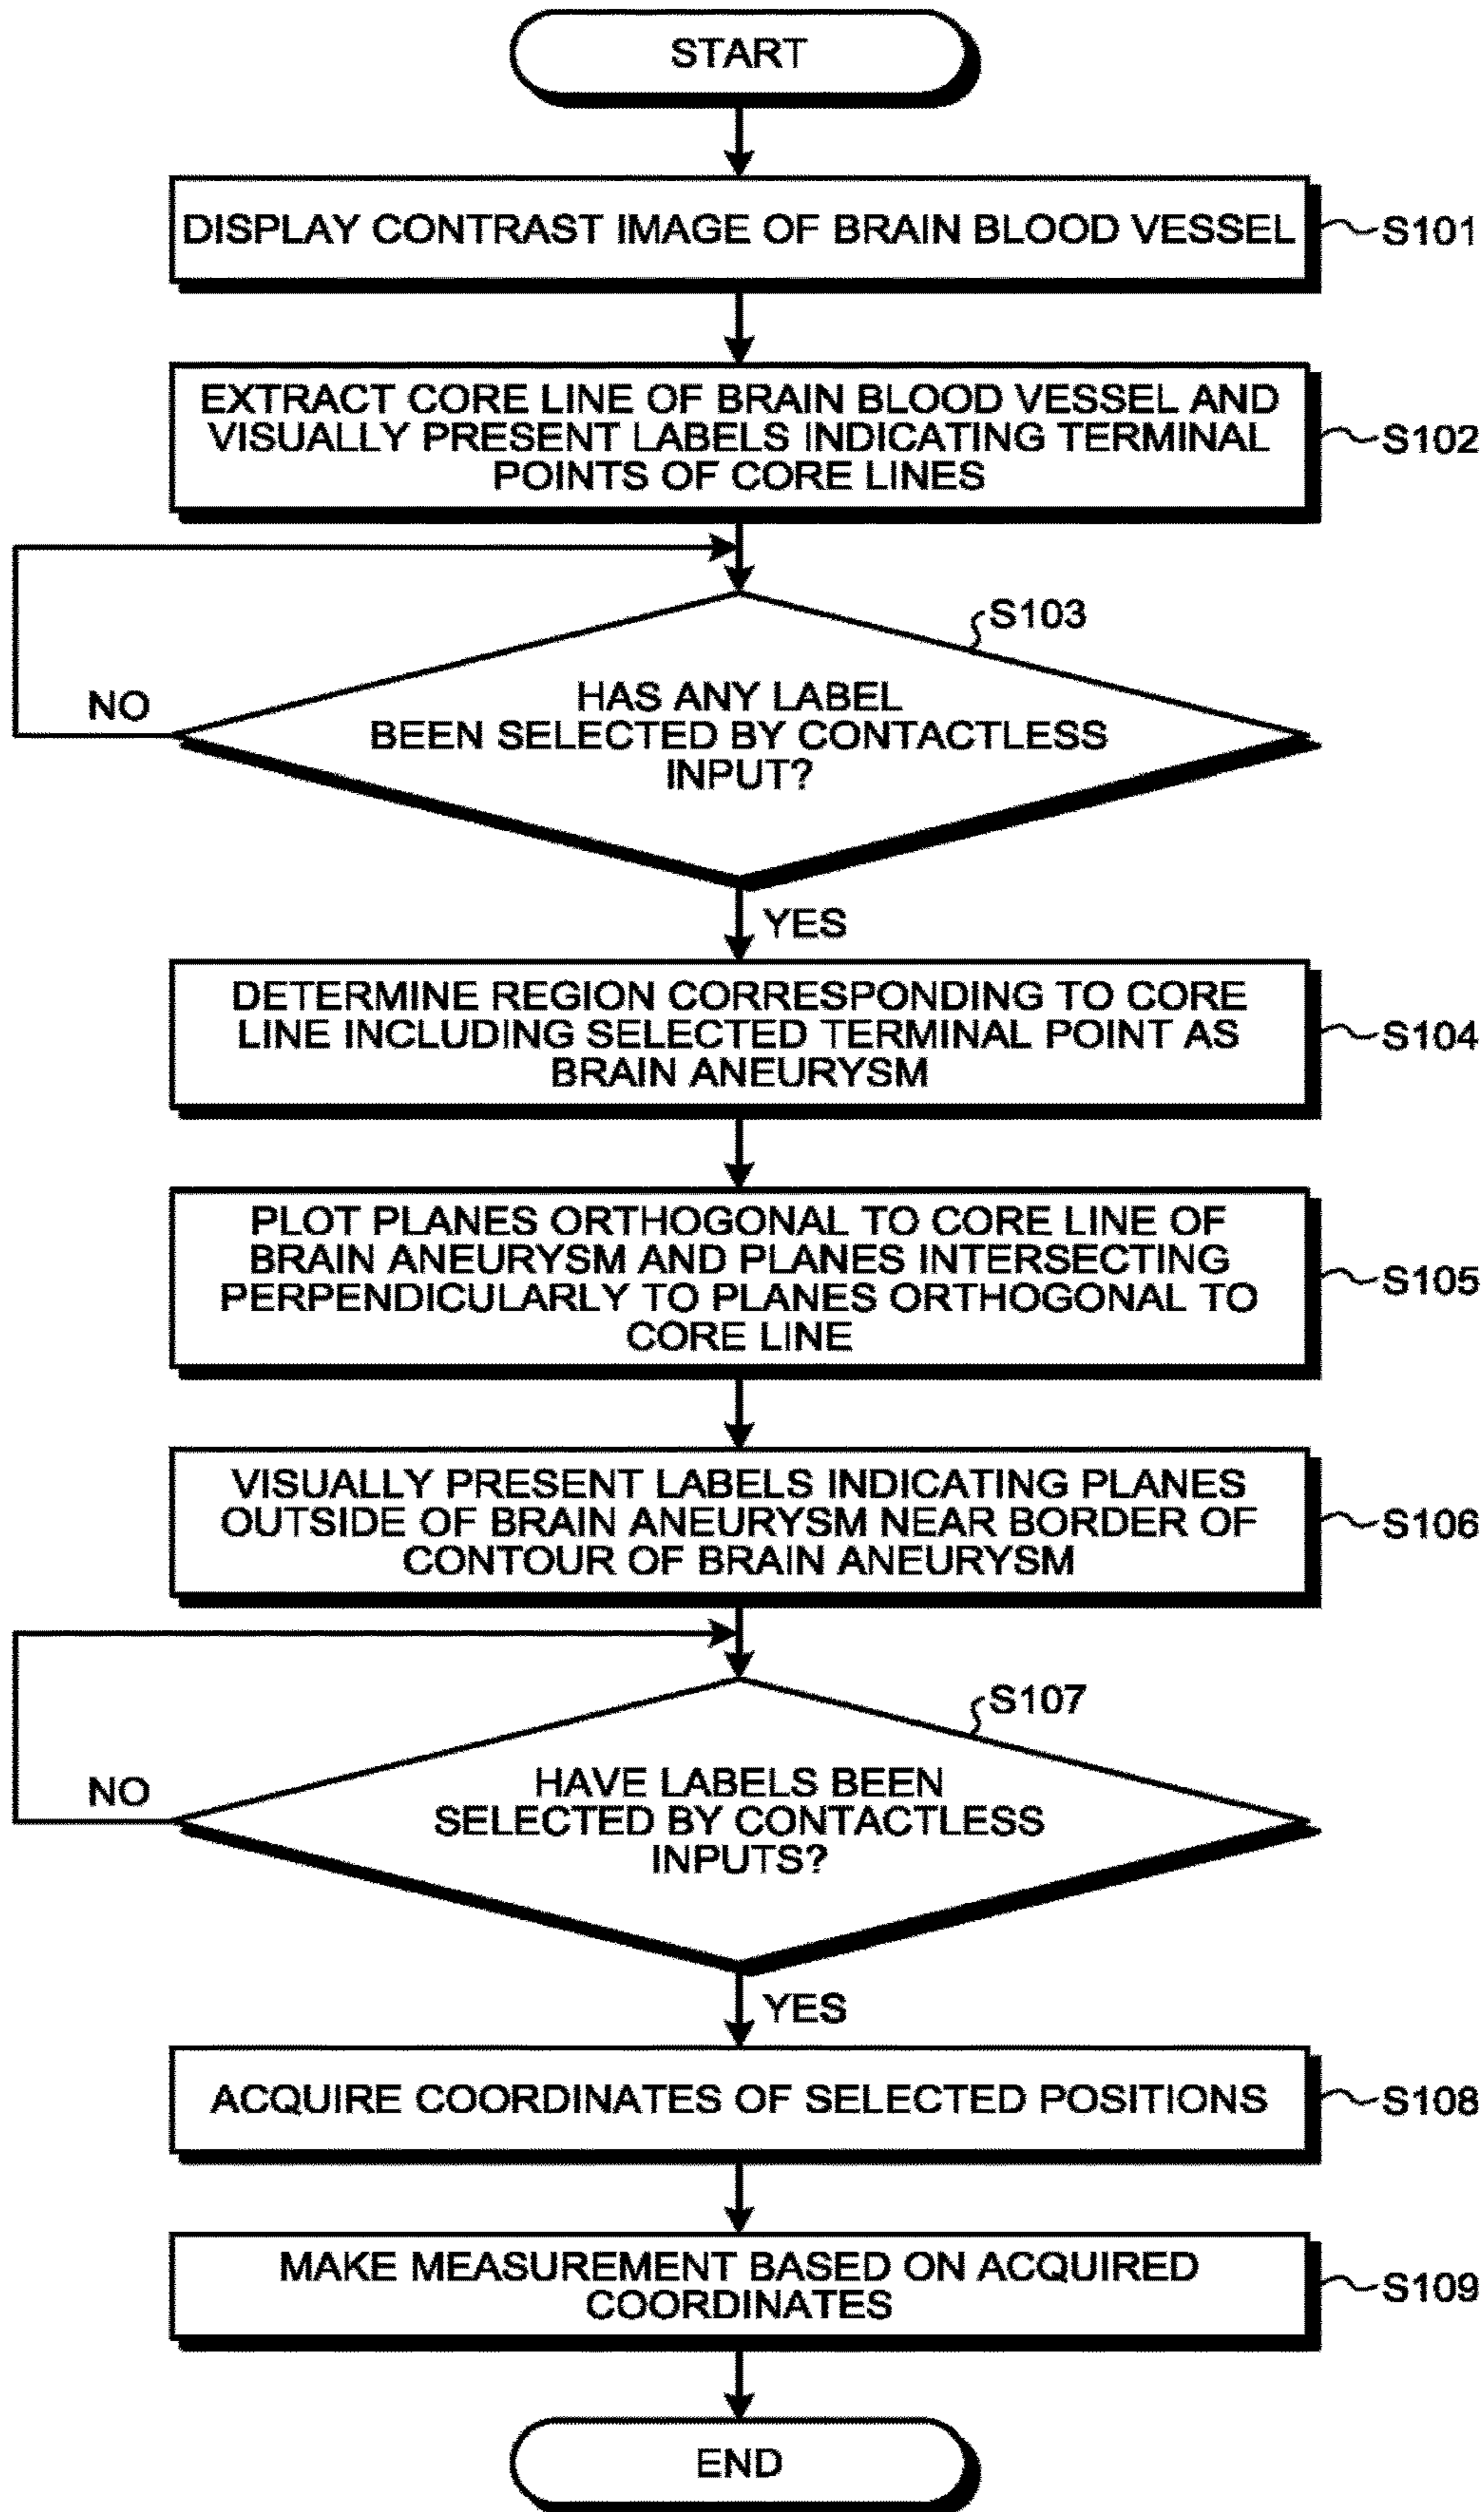 START
DISPLAY CONTRAST IMAGE OF BRAIN BLOOD VESSEL
S101
EXTRACT CORE LINE OF BRAIN BLOOD VESSEL AND
VISUALLY PRESENT LABELS INDICATING TERMINAL
POINTS OF CORE LINES
S102
S103
HAS ANY LABEL
BEEN SELECTED BY CONTACTLESS
INPUT?
NO
YES
DETERMINE REGION CORRESPONDING TO CORE
LINE INCLUDING SELECTED TERMINAL POINT AS
BRAIN ANEURYSM
S104
PLOT PLANES ORTHOGONAL TO CORE LINE OF
BRAIN ANEURYSM AND PLANES INTERSECTING
PERPENDICULARLY TO PLANES ORTHOGONAL TO
CORE LINE
S105
VISUALLY PRESENT LABELS INDICATING PLANES
OUTSIDE OF BRAIN ANEURYSM NEAR BORDER OF
CONTOUR OF BRAIN ANEURYSM
S106
S107
HAVE LABELS BEEN
SELECTED BY CONTACTLESS
INPUTS?
NO
YES
ACQUIRE COORDINATES OF SELECTED POSITIONS
S108
MAKE MEASUREMENT BASED ON ACQUIRED
COORDINATES
S109
END